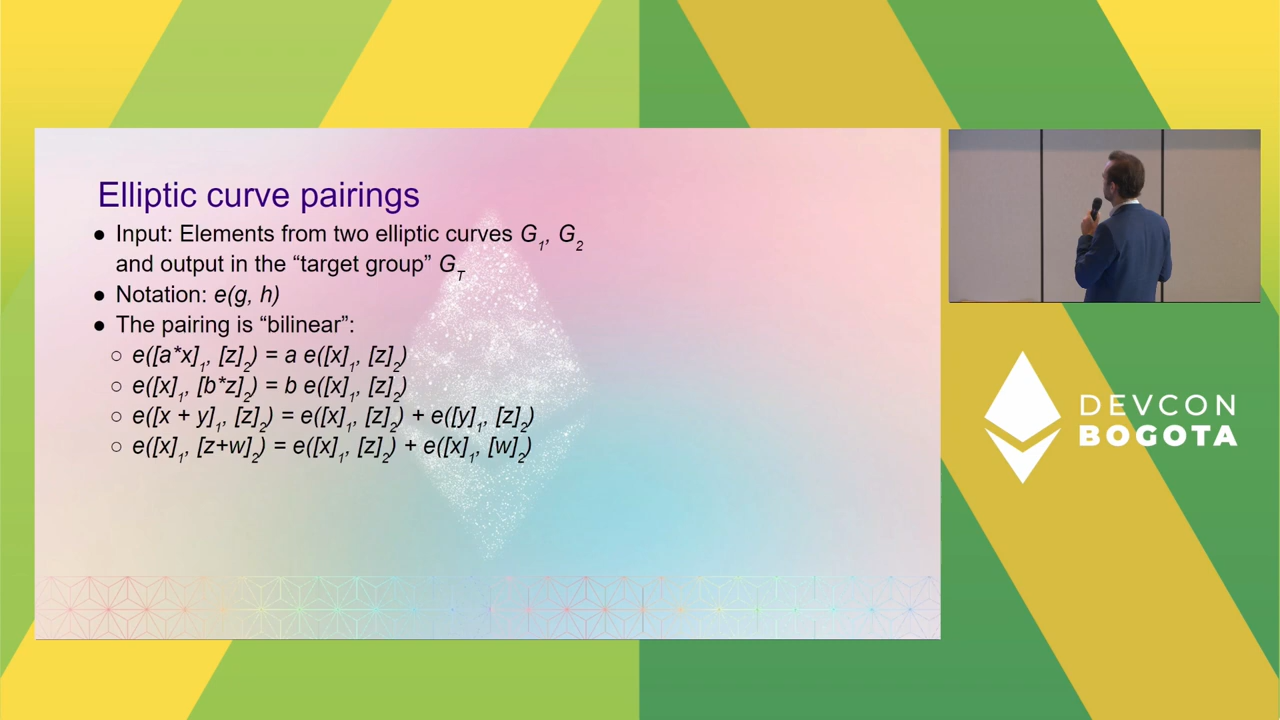 Elliptic curve pairings
● Input: Elements from two elliptic curves G₁, G₂
and output in the “target group” G_T
● Notation: e(g, h)
● The pairing is “bilinear”:
○ e([a*x]₁, [z]₂) = a e([x]₁, [z]₂)
○ e([x]₁, [b*z]₂) = b e([x]₁, [z]₂)
○ e([x + y]₁, [z]₂) = e([x]₁, [z]₂) + e([y]₁, [z]₂)
○ e([x]₁, [z+w]₂) = e([x]₁, [z]₂) + e([x]₁, [w]₂)
DEVCON
BOGOTA